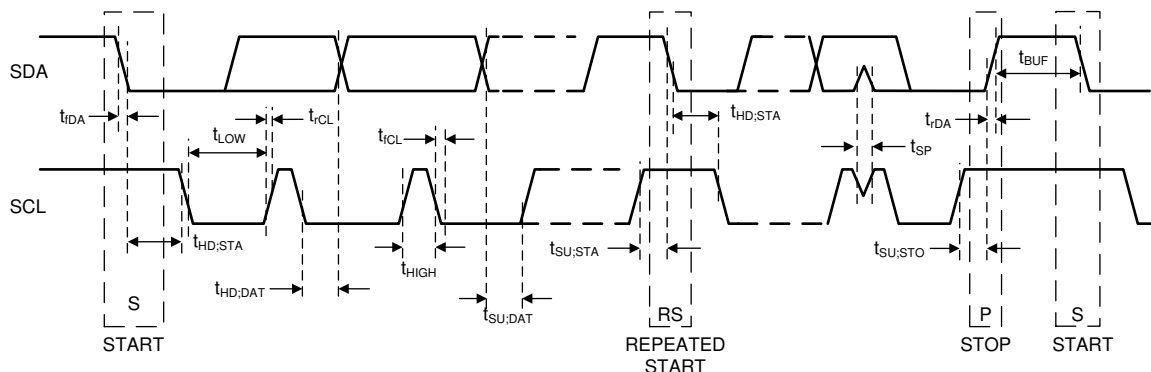 SDA
t_fDA
t_LOW
t_rCL
t_fCL
t_HD;STA
t_SP
t_BUF
t_rDA
SCL
t_HD;STA
t_HD;DAT
t_HIGH
t_SU;DAT
t_SU;STA
t_SU;STO
S
RS
P
S
START
REPEATED
START
STOP
START